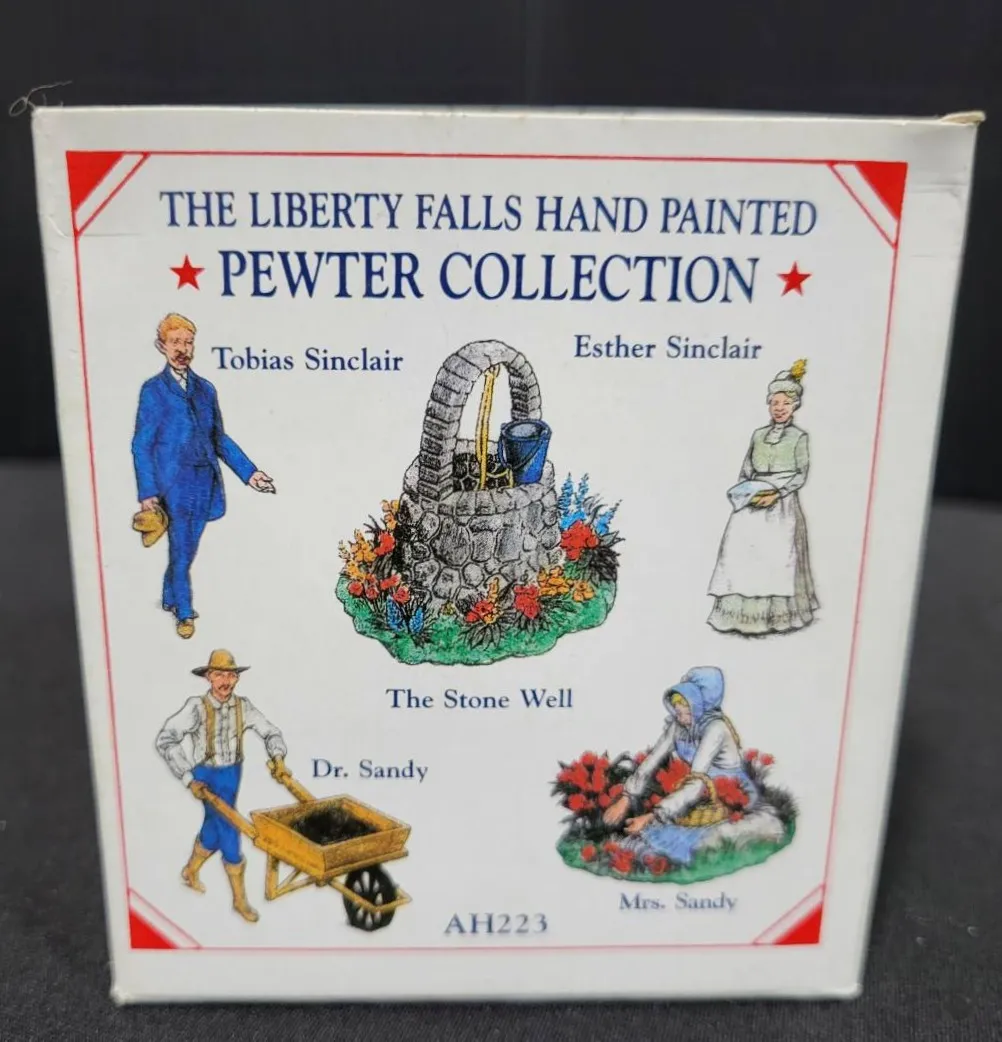 THE LIBERTY FALLS HAND PAINTED
PEWTER COLLECTION
Tobias Sinclair
Esther Sinclair
The Stone Well
Dr. Sandy
Mrs. Sandy
AH223